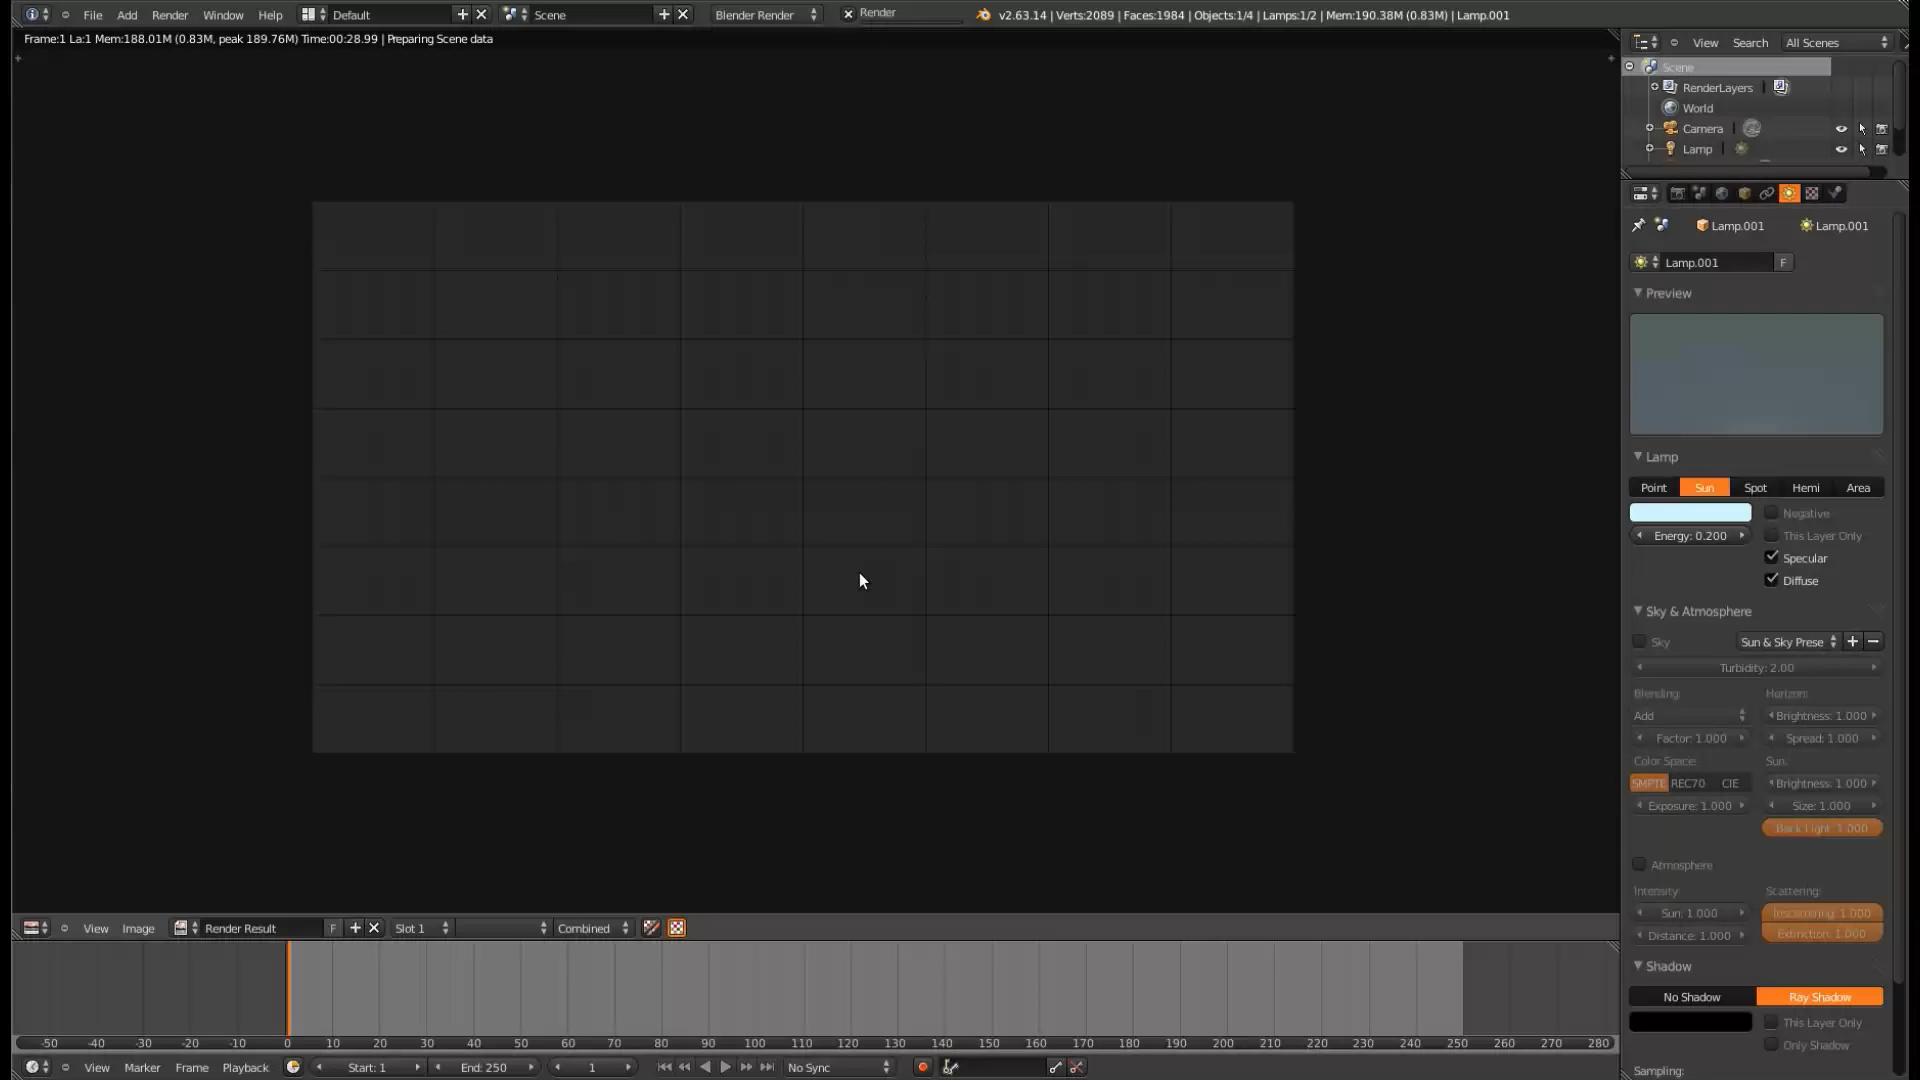 File Add Render Window Help Default Scene Blender Render Render v2.63.14 | Verts:2089 | Faces:1984 | Objects:1/4 | Lamps:1/2 | Mem:190.38M (0.83M) | Lamp.001
Frame:1 La:1 Mem:188.01M (0.83M, peak 189.76M) Time:00:28.99 | Preparing Scene data
View Search All Scenes
Scene
RenderLayers
World
Camera
Lamp
Lamp.001 Lamp.001
Lamp.001 F
Preview
Lamp
Point Sun Spot Hemi Area
Negative
Energy: 0.200 This Layer Only
Specular
Diffuse
Sky & Atmosphere
Sky Sun & Sky Prese
Turbidity: 2.00
Blending: Horizon:
Add Brightness: 1.000
Factor: 1.000 Spread: 1.000
Color Space: Sun:
SMPTE REC70 CIE Brightness: 1.000
Exposure: 1.000 Size: 1.000
Back Light: 1.000
Atmosphere
Intensity: Scattering:
Sun: 1.000 Inscattering: 1.000
Distance: 1.000 Extinction: 1.000
Shadow
No Shadow Ray Shadow
This Layer Only
Only Shadow
Sampling:
View Image Render Result F Slot 1 Combined
-50 -40 -30 -20 -10 0 10 20 30 40 50 60 70 80 90 100 110 120 130 140 150 160 170 180 190 200 210 220 230 240 250 260 270 280
View Marker Frame Playback Start: 1 End: 250 1 No Sync